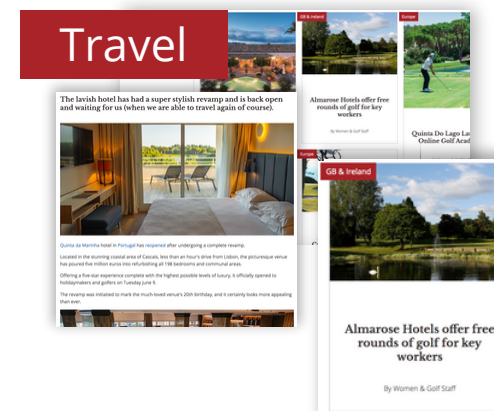 Travel
GB & Ireland
Almarose Hotels offer free
rounds of golf for key
workers
By Women & Golf Staff
Europe
Quinta Do Lago La
Online Golf Acad
Europe
The lavish hotel has had a super stylish revamp and is back open
and waiting for us (when we are able to travel again of course).
Quinta da Marinha hotel in Portugal has reopened after undergoing a complete revamp.
Located in the stunning coastal area of Cascais, less than an hour's drive from Lisbon, the picturesque venue
has poured five million euros into refurbishing all 198 bedrooms and communal areas.
Offering a five-star experience complete with the highest possible levels of luxury, it officially opened to
holidaymakers and golfers on Tuesday June 9.
The revamp was initiated to mark the much-loved venue's 20th birthday, and it certainly looks more appealing
than ever.
GB & Ireland
Almarose Hotels offer free
rounds of golf for key
workers
By Women & Golf Staff